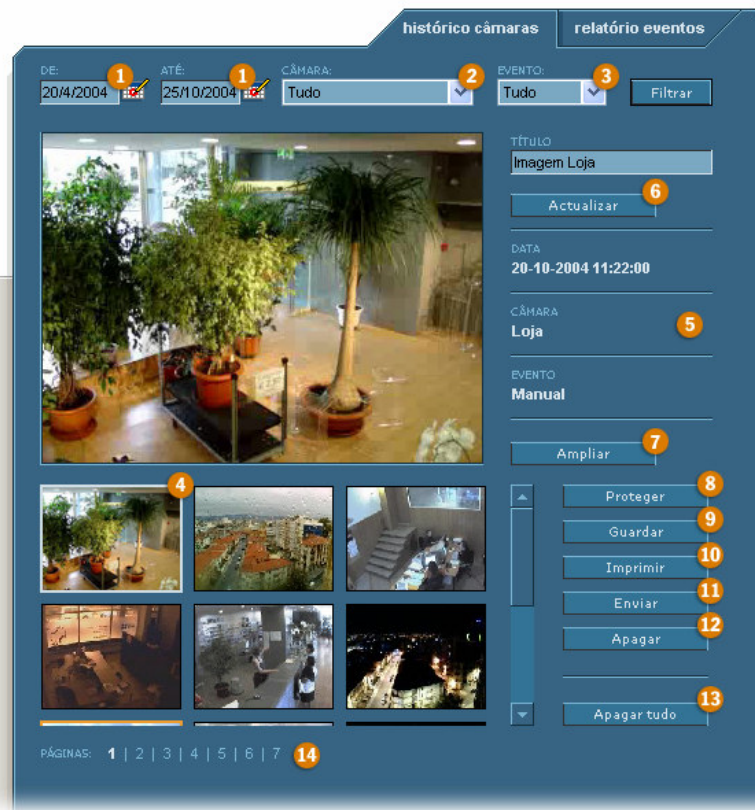 histórico câmaras
relatório eventos
DE:
ATÉ:
CÂMARA:
EVENTO:
1
1
2
3
20/4/2004
25/10/2004
Tudo
Tudo
Filtrar
TÍTULO
Imagem Loja
6
Actualizar
DATA
20-10-2004 11:22:00
CÂMARA
Loja
5
EVENTO
Manual
7
Ampliar
4
8
Proteger
9
Guardar
10
Imprimir
11
Enviar
12
Apagar
13
Apagar tudo
PÁGINAS: 1 | 2 | 3 | 4 | 5 | 6 | 7
14